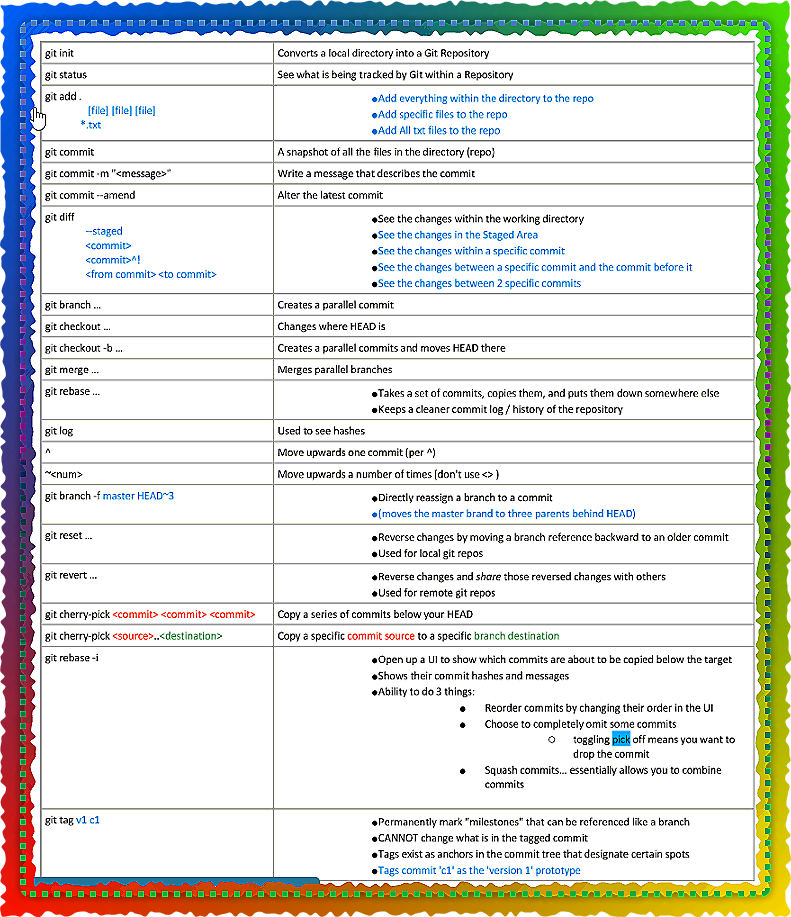 git init
Converts a local directory into a Git Repository
git status
See what is being tracked by Git within a Repository
git add .
[file] [file] [file]
*.txt
●Add everything within the directory to the repo
●Add specific files to the repo
●Add All txt files to the repo
git commit
A snapshot of all the files in the directory (repo)
git commit -m "<message>"
Write a message that describes the commit
git commit --amend
Alter the latest commit
git diff
--staged
<commit>
<commit>^!
<from commit> <to commit>
●See the changes within the working directory
●See the changes in the Staged Area
●See the changes within a specific commit
●See the changes between a specific commit and the commit before it
●See the changes between 2 specific commits
git branch ...
Creates a parallel commit
git checkout ...
Changes where HEAD is
git checkout -b ...
Creates a parallel commits and moves HEAD there
git merge ...
Merges parallel branches
git rebase ...
●Takes a set of commits, copies them, and puts them down somewhere else
●Keeps a cleaner commit log / history of the repository
git log
Used to see hashes
^
Move upwards one commit (per ^)
~<num>
Move upwards a number of times (don't use <> )
git branch -f master HEAD~3
●Directly reassign a branch to a commit
●(moves the master brand to three parents behind HEAD)
git reset ...
●Reverse changes by moving a branch reference backward to an older commit
●Used for local git repos
git revert ...
●Reverse changes and share those reversed changes with others
●Used for remote git repos
git cherry-pick <commit> <commit> <commit>
Copy a series of commits below your HEAD
git cherry-pick <source>..<destination>
Copy a specific commit source to a specific branch destination
git rebase -i
●Open up a UI to show which commits are about to be copied below the target
●Shows their commit hashes and messages
●Ability to do 3 things:
● Reorder commits by changing their order in the UI
● Choose to completely omit some commits
○ toggling pick off means you want to
drop the commit
● Squash commits... essentially allows you to combine
commits
git tag v1 c1
●Permanently mark "milestones" that can be referenced like a branch
●CANNOT change what is in the tagged commit
●Tags exist as anchors in the commit tree that designate certain spots
●Tags commit 'c1' as the 'version 1' prototype